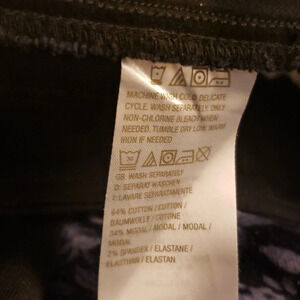 MACHINE WASH COLD DELICATE
CYCLE. WASH SEPARATELY. ONLY
NON-CHLORINE BLEACH WHEN
NEEDED. TUMBLE DRY LOW. WARM
IRON IF NEEDED
30
GB: WASH SEPARATELY
D: SEPARAT WASCHEN
I: LAVARE SEPARATAMENTE
64% COTTON / COTTON /
BAUMWOLLE / COTONE
34% MODAL / MODAL / MODAL /
MODAL
2% SPANDEX / ELASTANE /
ELASTHAN / ELASTAN